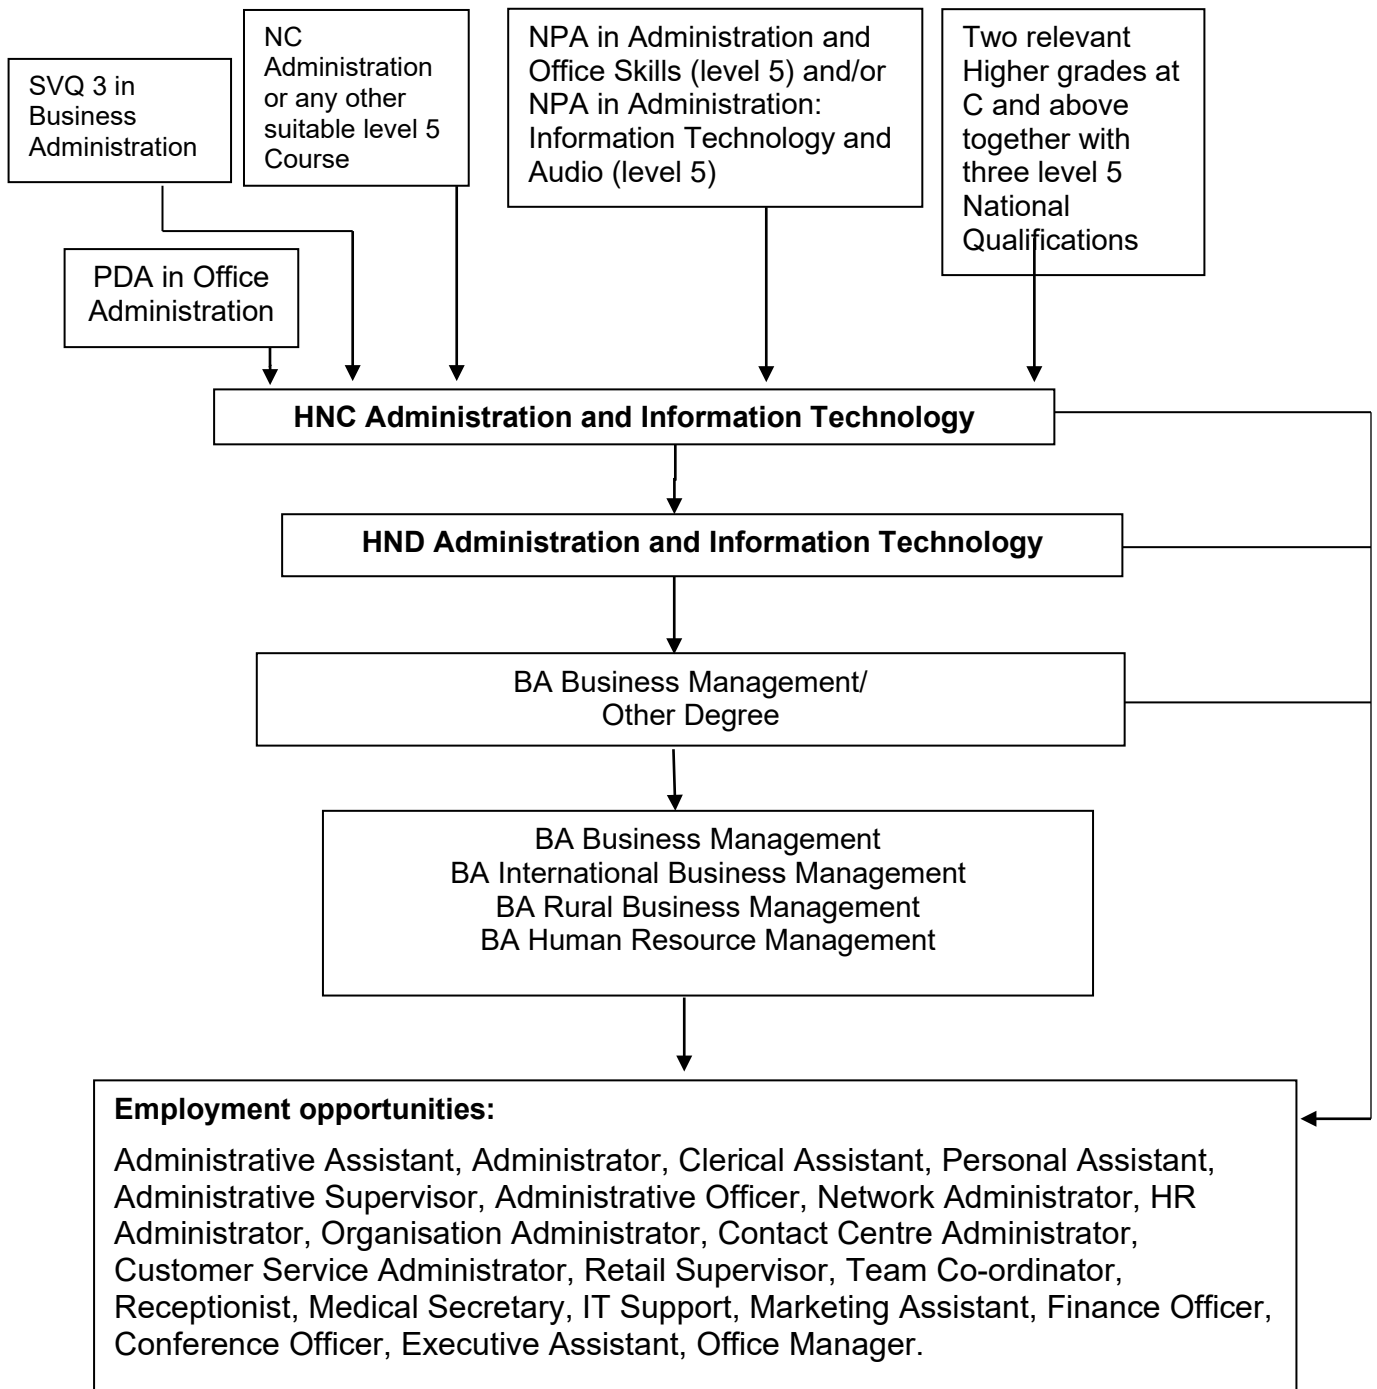 SVQ 3 in
Business
Administration
NC
Administration
or any other
suitable level 5
Course
NPA in Administration and
Office Skills (level 5) and/or
NPA in Administration:
Information Technology and
Audio (level 5)
Two relevant
Higher grades at
C and above
together with
three level 5
National
Qualifications
PDA in Office
Administration
HNC Administration and Information Technology
HND Administration and Information Technology
BA Business Management/
Other Degree
BA Business Management
BA International Business Management
BA Rural Business Management
BA Human Resource Management
Employment opportunities:
Administrative Assistant, Administrator, Clerical Assistant, Personal Assistant,
Administrative Supervisor, Administrative Officer, Network Administrator, HR
Administrator, Organisation Administrator, Contact Centre Administrator,
Customer Service Administrator, Retail Supervisor, Team Co-ordinator,
Receptionist, Medical Secretary, IT Support, Marketing Assistant, Finance Officer,
Conference Officer, Executive Assistant, Office Manager.